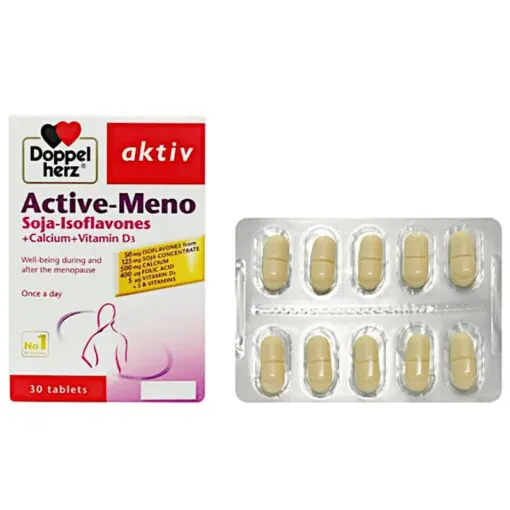 Doppel
herz®
aktiv
Active-Meno
Soja-Isoflavones
+Calcium+Vitamin D3
50 mg ISOFLAVONES from
125 mg SOJA CONCENTRATE
500 mg CALCIUM
400 µg FOLIC ACID
5 µg VITAMIN D3
+ 3 B-VITAMINS
Well-being during and
after the menopause
Once a day
No 1
30 tablets